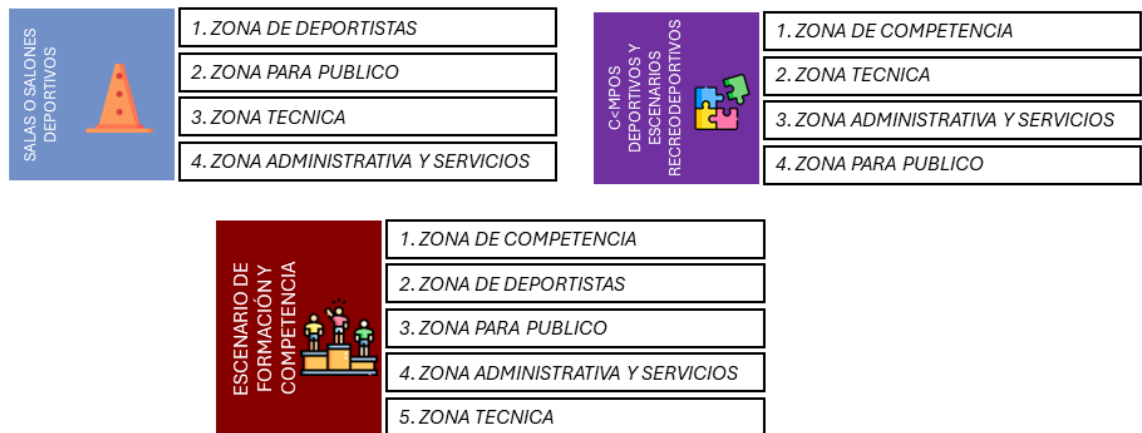 SALAS O SALONES
DEPORTIVOS
1. ZONA DE DEPORTISTAS
2. ZONA PARA PUBLICO
3. ZONA TECNICA
4. ZONA ADMINISTRATIVA Y SERVICIOS
C<MPOS
DEPORTIVOS Y
ESCENARIOS
RECREODEPORTIVOS
1. ZONA DE COMPETENCIA
2. ZONA TECNICA
3. ZONA ADMINISTRATIVA Y SERVICIOS
4. ZONA PARA PUBLICO
ESCENARIO DE
FORMACIÓN Y
COMPETENCIA
1. ZONA DE COMPETENCIA
2. ZONA DE DEPORTISTAS
3. ZONA PARA PUBLICO
4. ZONA ADMINISTRATIVA Y SERVICIOS
5. ZONA TECNICA